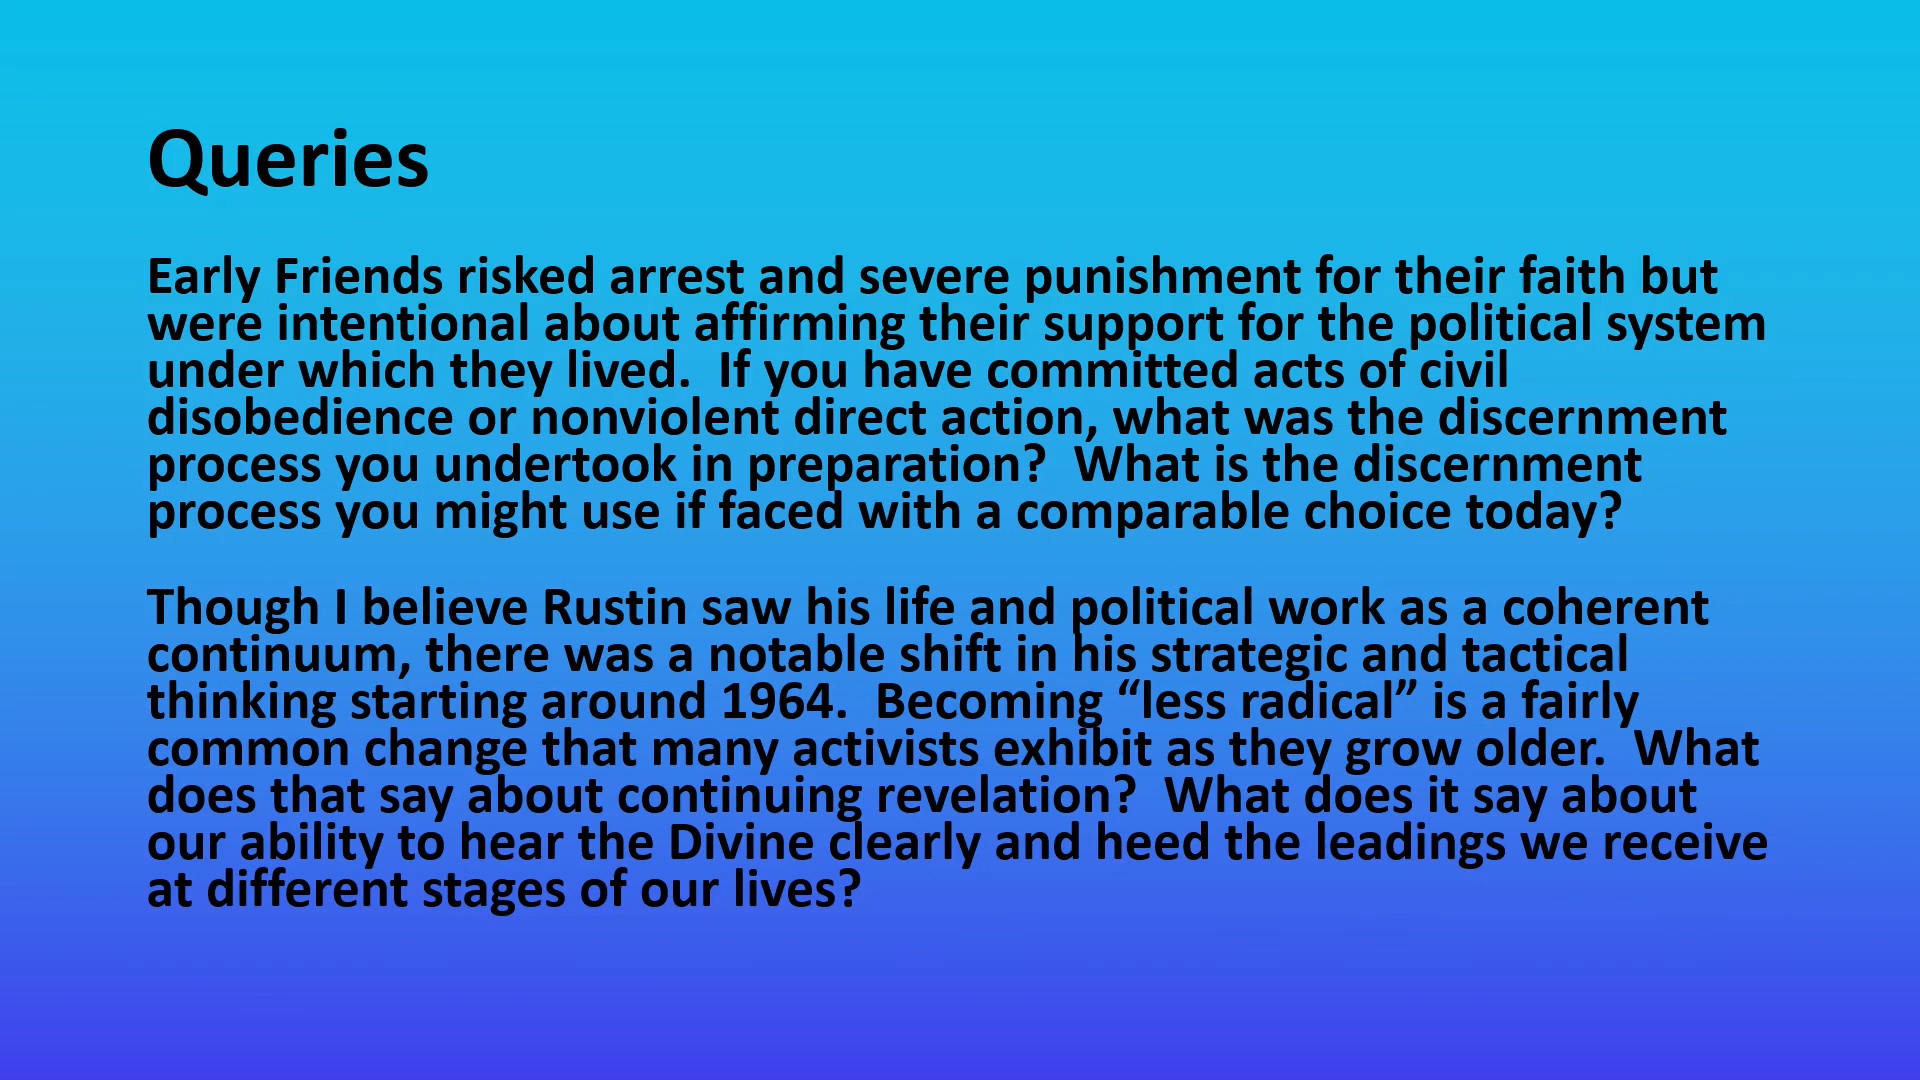 Queries
Early Friends risked arrest and severe punishment for their faith but
were intentional about affirming their support for the political system
under which they lived.  If you have committed acts of civil
disobedience or nonviolent direct action, what was the discernment
process you undertook in preparation?  What is the discernment
process you might use if faced with a comparable choice today?
Though I believe Rustin saw his life and political work as a coherent
continuum, there was a notable shift in his strategic and tactical
thinking starting around 1964.  Becoming “less radical” is a fairly
common change that many activists exhibit as they grow older.  What
does that say about continuing revelation?  What does it say about
our ability to hear the Divine clearly and heed the leadings we receive
at different stages of our lives?